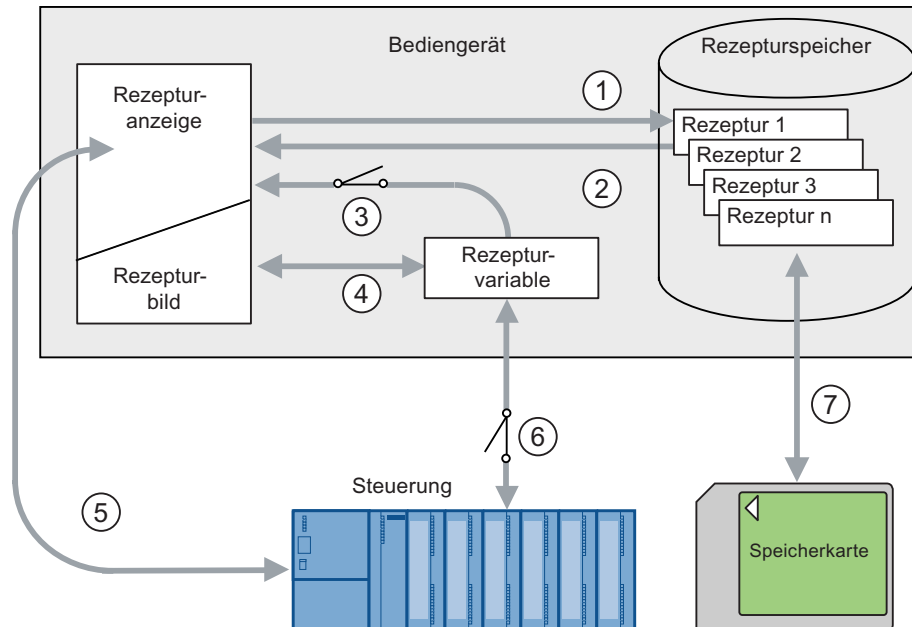 Bediengerät
Rezepturspeicher
Rezeptur-
anzeige
1
Rezeptur 1
Rezeptur 2
Rezeptur 3
Rezeptur n
2
3
Rezeptur-
bild
4
Rezeptur-
variable
5
6
7
Steuerung
Speicherkarte